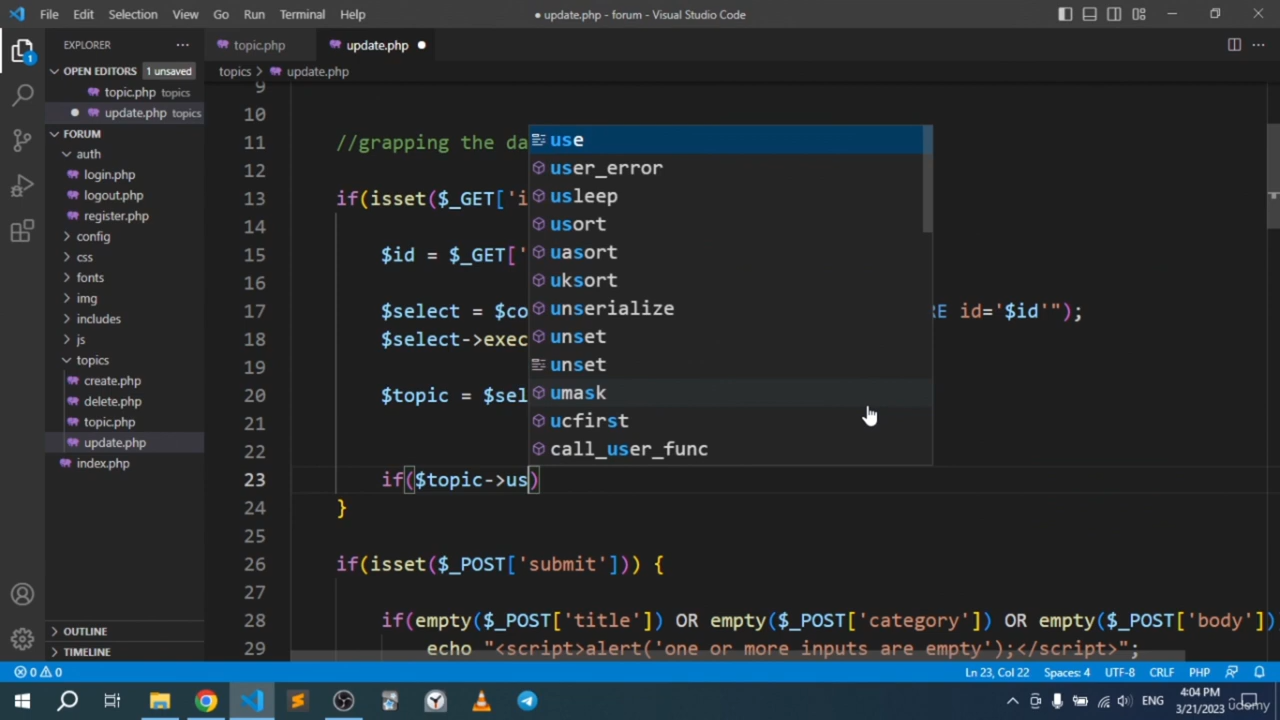 File Edit Selection View Go Run Terminal Help
● update.php - forum - Visual Studio Code
EXPLORER ···
topic.php
update.php ●
OPEN EDITORS 1 unsaved
topics > update.php
topic.php topics
● update.php topics
FORUM
auth
login.php
logout.php
register.php
config
css
fonts
img
includes
js
topics
create.php
delete.php
topic.php
update.php
index.php
OUTLINE
TIMELINE
1
9
10
11 //grapping the da
12
13 if(isset($_GET['i
14
15 $id = $_GET['
16
17 $select = $co RE id='$id'");
18 $select->exec
19
20 $topic = $sel
21
22
23 if($topic->us)
24 }
25
26 if(isset($_POST['submit'])) {
27
28 if(empty($_POST['title']) OR empty($_POST['category']) OR empty($_POST['body'])
29 echo "<script>alert('one or more inputs are empty');</script>";
use
user_error
usleep
usort
uasort
uksort
unserialize
unset
unset
umask
ucfirst
call_user_func
0 0
Ln 23, Col 22 Spaces: 4 UTF-8 CRLF PHP
ENG
4:04 PM
3/21/2023
udemy